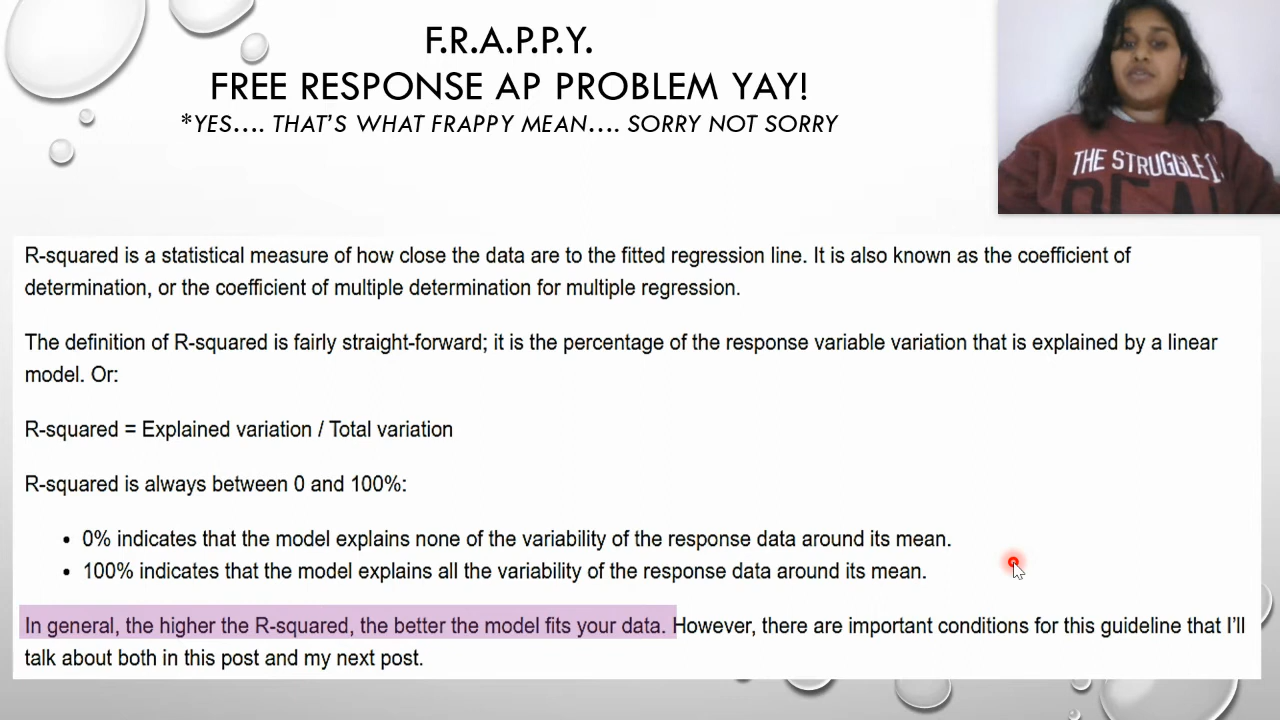 F.R.A.P.P.Y.
FREE RESPONSE AP PROBLEM YAY!
*YES.... THAT'S WHAT FRAPPY MEAN.... SORRY NOT SORRY
THE STRUGGLE
R-squared is a statistical measure of how close the data are to the fitted regression line. It is also known as the coefficient of
determination, or the coefficient of multiple determination for multiple regression.
The definition of R-squared is fairly straight-forward; it is the percentage of the response variable variation that is explained by a linear
model. Or:
R-squared = Explained variation / Total variation
R-squared is always between 0 and 100%:
• 0% indicates that the model explains none of the variability of the response data around its mean.
• 100% indicates that the model explains all the variability of the response data around its mean.
In general, the higher the R-squared, the better the model fits your data. However, there are important conditions for this guideline that I'll
talk about both in this post and my next post.